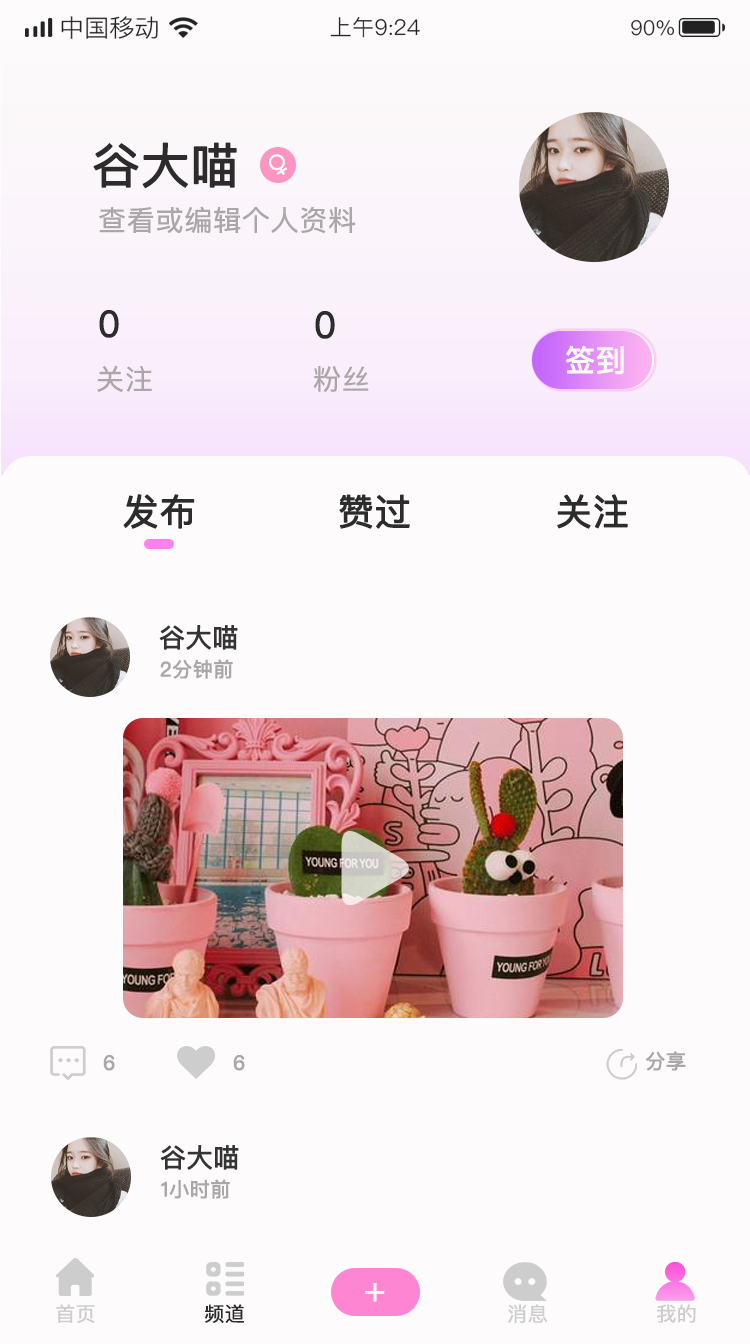 中国移动 上午9:24 90%
谷大喵
查看或编辑个人资料
0 0
关注 粉丝 签到
发布 赞过 关注
谷大喵
2分钟前
S
YOUNG FOR YOU
YOUNG FOR YOU
YOUNG FO
6 6 分享
谷大喵
1小时前
首页 频道 + 消息 我的